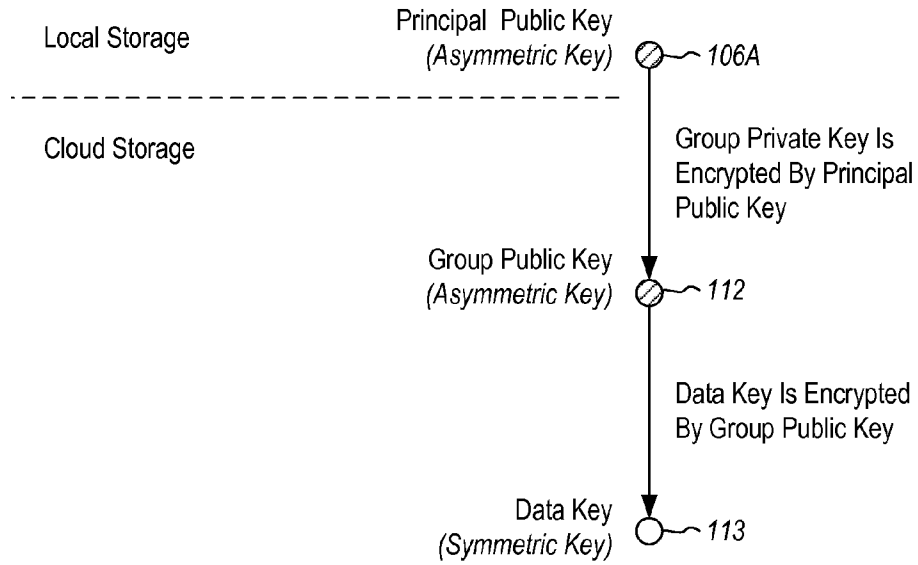 Local Storage
Principal Public Key
(Asymmetric Key)
106A
Cloud Storage
Group Private Key Is
Encrypted By Principal
Public Key
Group Public Key
(Asymmetric Key)
112
Data Key Is Encrypted
By Group Public Key
Data Key
(Symmetric Key)
113